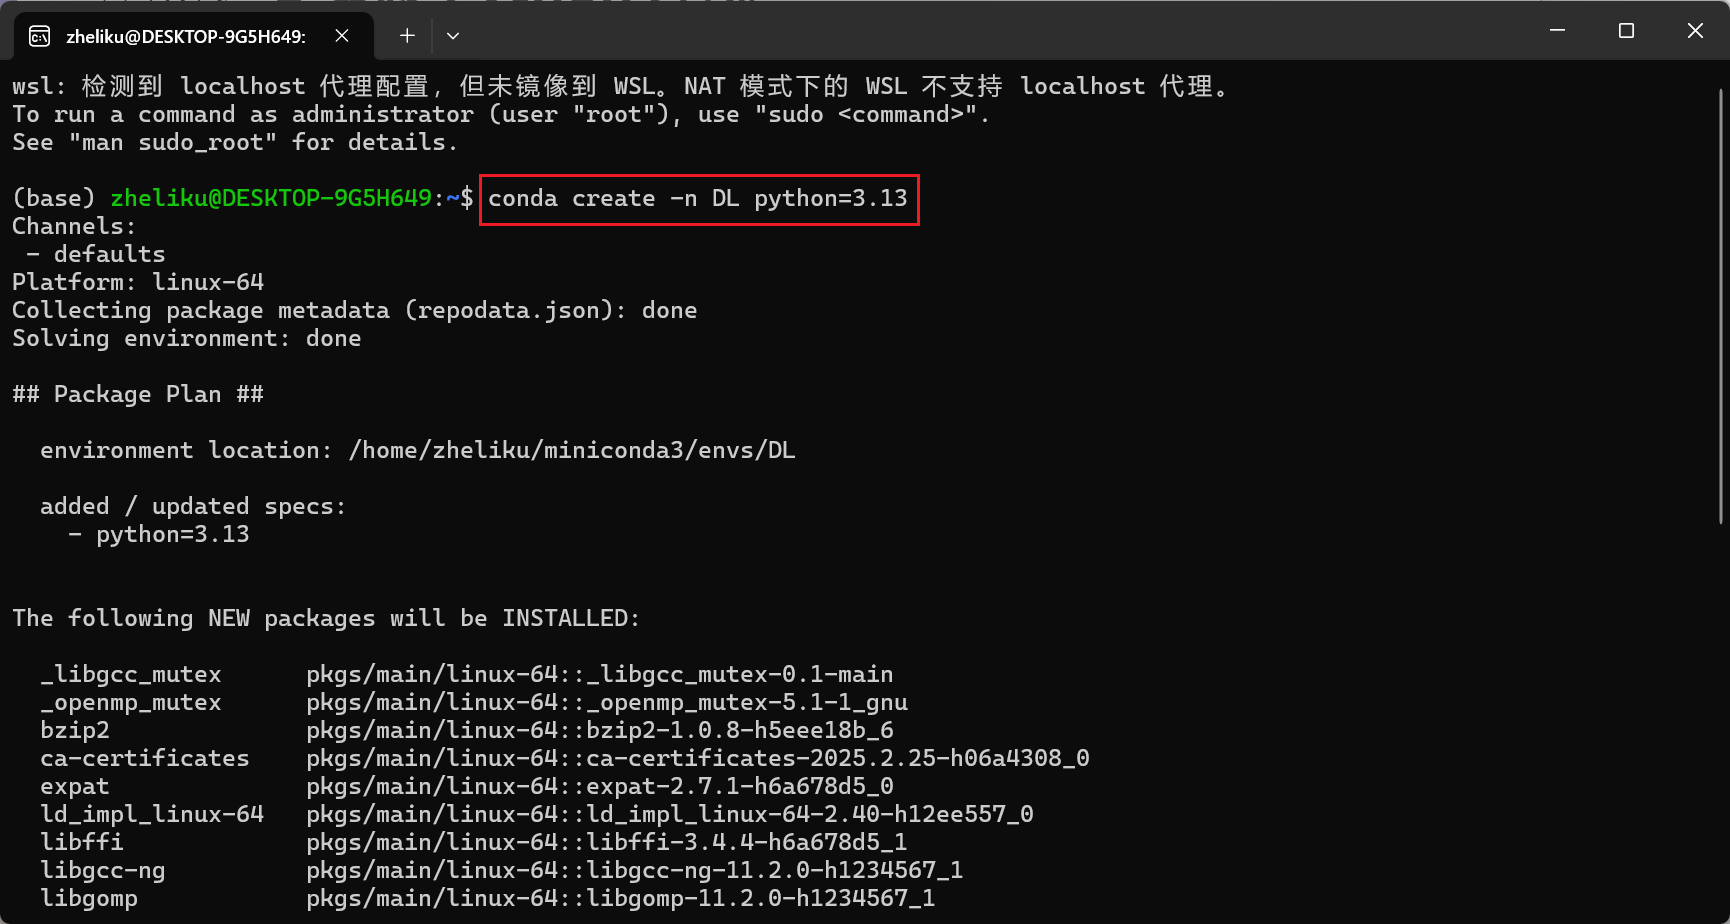 zheliku@DESKTOP-9G5H649:
wsl: 检测到 localhost 代理配置，但未镜像到 WSL。NAT 模式下的 WSL 不支持 localhost 代理。
To run a command as administrator (user "root"), use "sudo <command>".
See "man sudo_root" for details.
(base) zheliku@DESKTOP-9G5H649:~$ conda create -n DL python=3.13
Channels:
 - defaults
Platform: linux-64
Collecting package metadata (repodata.json): done
Solving environment: done
## Package Plan ##
  environment location: /home/zheliku/miniconda3/envs/DL
  added / updated specs:
    - python=3.13
The following NEW packages will be INSTALLED:
  _libgcc_mutex      pkgs/main/linux-64::_libgcc_mutex-0.1-main
  _openmp_mutex      pkgs/main/linux-64::_openmp_mutex-5.1-1_gnu
  bzip2              pkgs/main/linux-64::bzip2-1.0.8-h5eee18b_6
  ca-certificates    pkgs/main/linux-64::ca-certificates-2025.2.25-h06a4308_0
  expat              pkgs/main/linux-64::expat-2.7.1-h6a678d5_0
  ld_impl_linux-64   pkgs/main/linux-64::ld_impl_linux-64-2.40-h12ee557_0
  libffi             pkgs/main/linux-64::libffi-3.4.4-h6a678d5_1
  libgcc-ng          pkgs/main/linux-64::libgcc-ng-11.2.0-h1234567_1
  libgomp            pkgs/main/linux-64::libgomp-11.2.0-h1234567_1